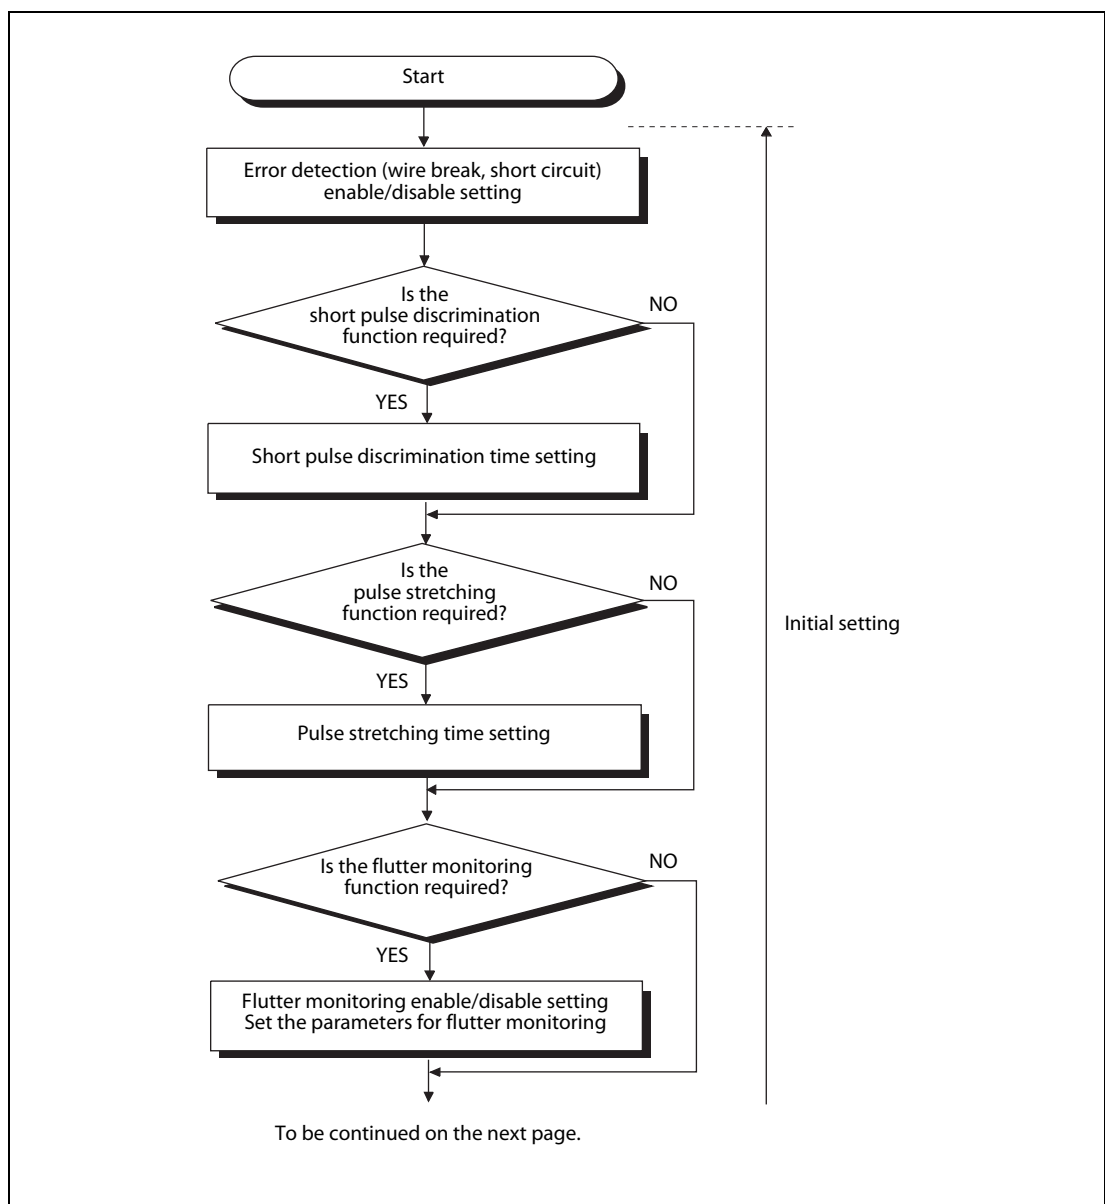 Start
Error detection (wire break, short circuit)
enable/disable setting
Is the
short pulse discrimination
function required?
NO
YES
Short pulse discrimination time setting
Is the
pulse stretching
function required?
NO
Initial setting
YES
Pulse stretching time setting
Is the flutter monitoring
function required?
NO
YES
Flutter monitoring enable/disable setting
Set the parameters for flutter monitoring
To be continued on the next page.